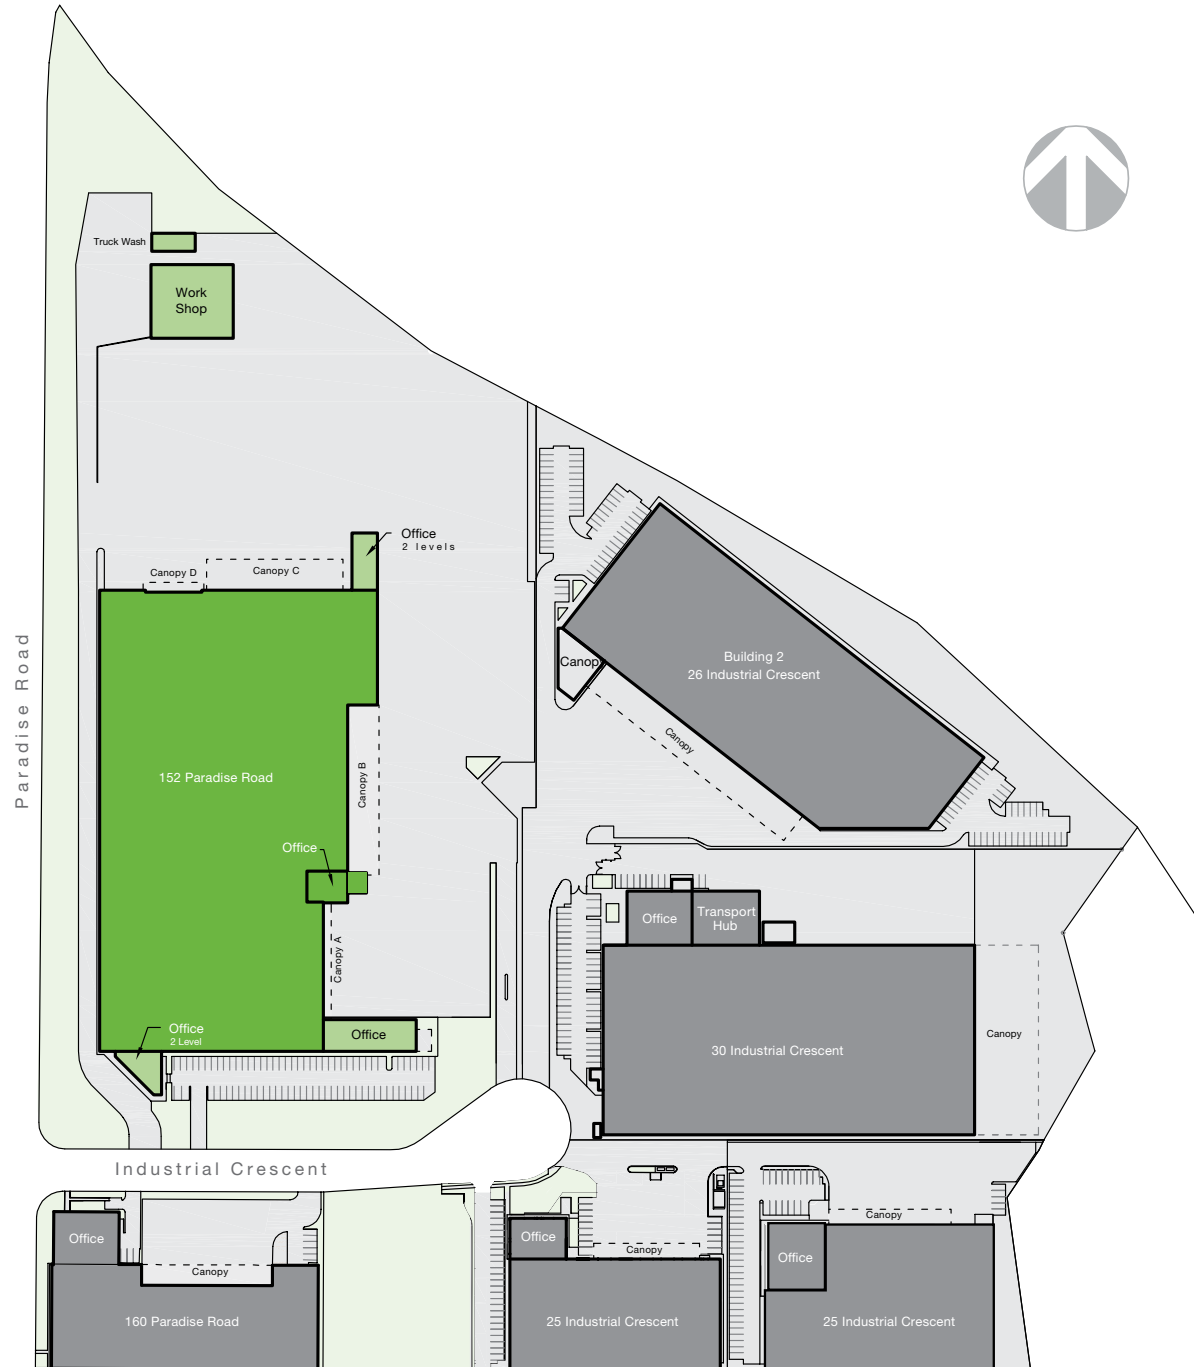 Truck Wash
Work
Shop
Office
2 levels
Canopy D
Canopy C
Paradise Road
152 Paradise Road
Canopy B
Office
Canopy A
Office
2 Level
Office
Building 2
26 Industrial Crescent
Canopy
Canopy
Office
Transport
Hub
30 Industrial Crescent
Canopy
Industrial Crescent
Office
Canopy
160 Paradise Road
Office
Canopy
25 Industrial Crescent
Canopy
Office
25 Industrial Crescent